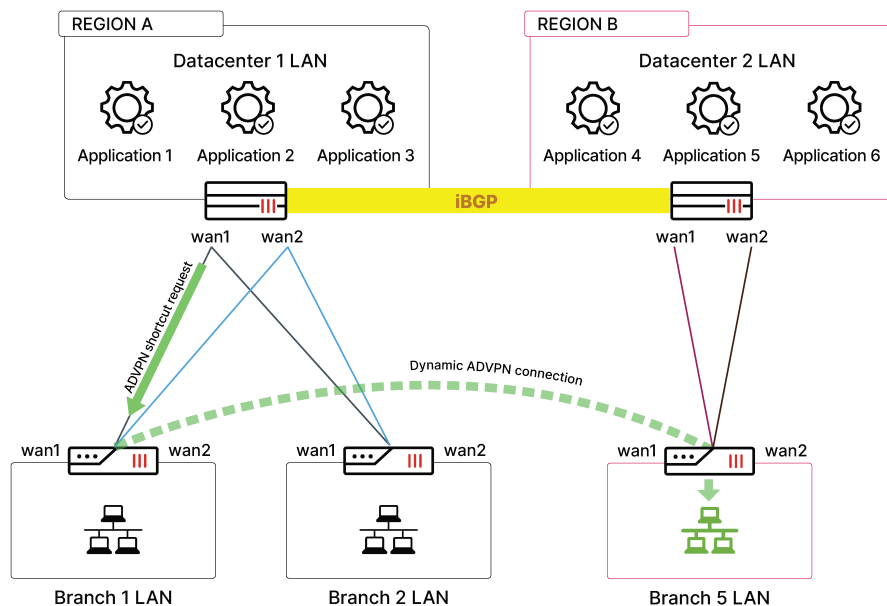 REGION A
REGION B
Datacenter 1 LAN
Datacenter 2 LAN
Application 1
Application 2
Application 3
Application 4
Application 5
Application 6
iBGP
wan1
wan2
wan1
wan2
ADVPN shortcut request
Dynamic ADVPN connection
wan1
wan2
wan1
wan2
wan1
wan2
Branch 1 LAN
Branch 2 LAN
Branch 5 LAN